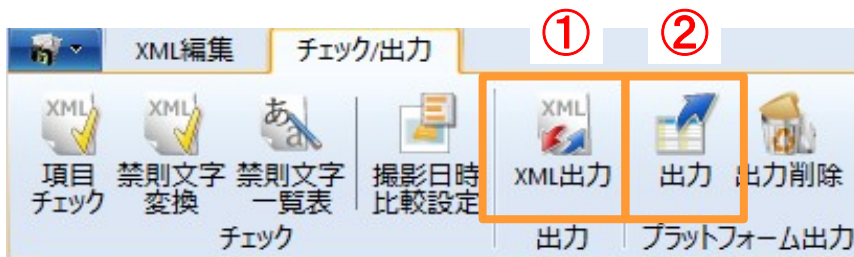 ① ②
XML編集 チェック/出力
XML XML あ a XML
項目 禁則文字 禁則文字 撮影日時 XML出力 出力 出力削除
チェック 変換 一覧表 比較設定
チェック 出力 プラットフォーム出力